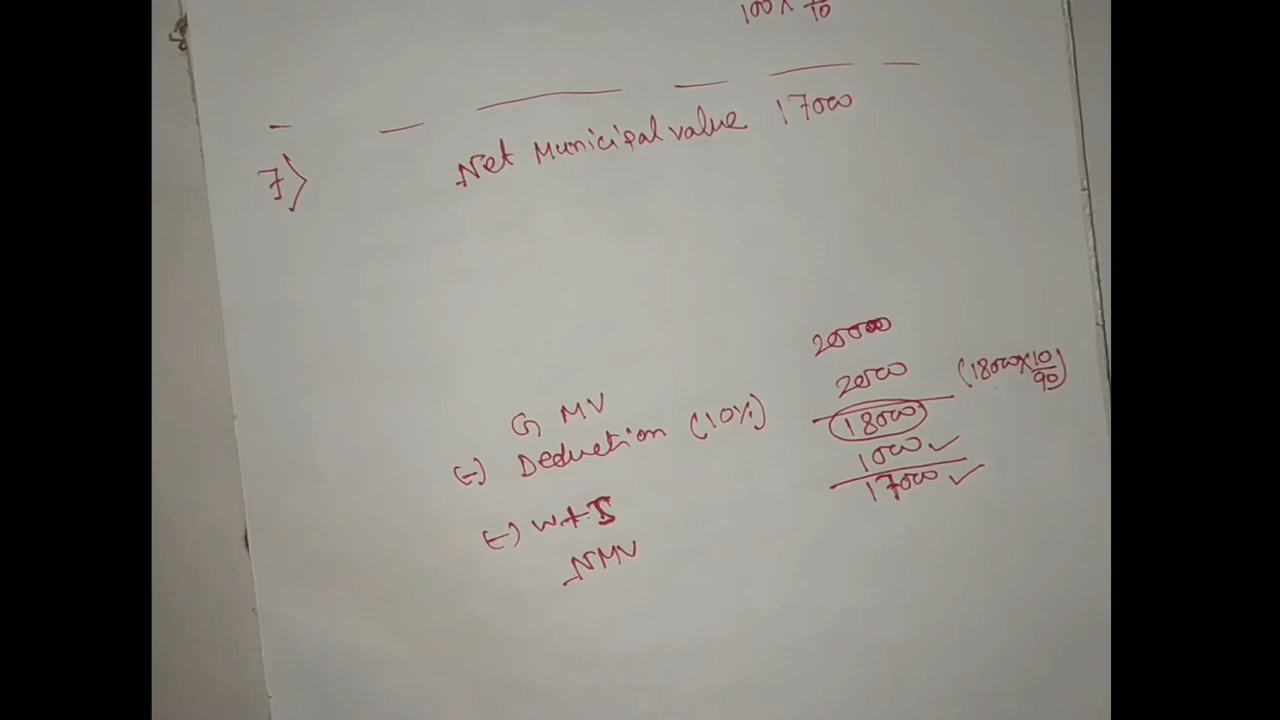 100 x 10
7) Net Municipal value 17000
G MV 20000
(-) Deduction (10%) 2000 (18000x10/90)
18000
(-) W+S 1000 ✓
NMV 17000 ✓